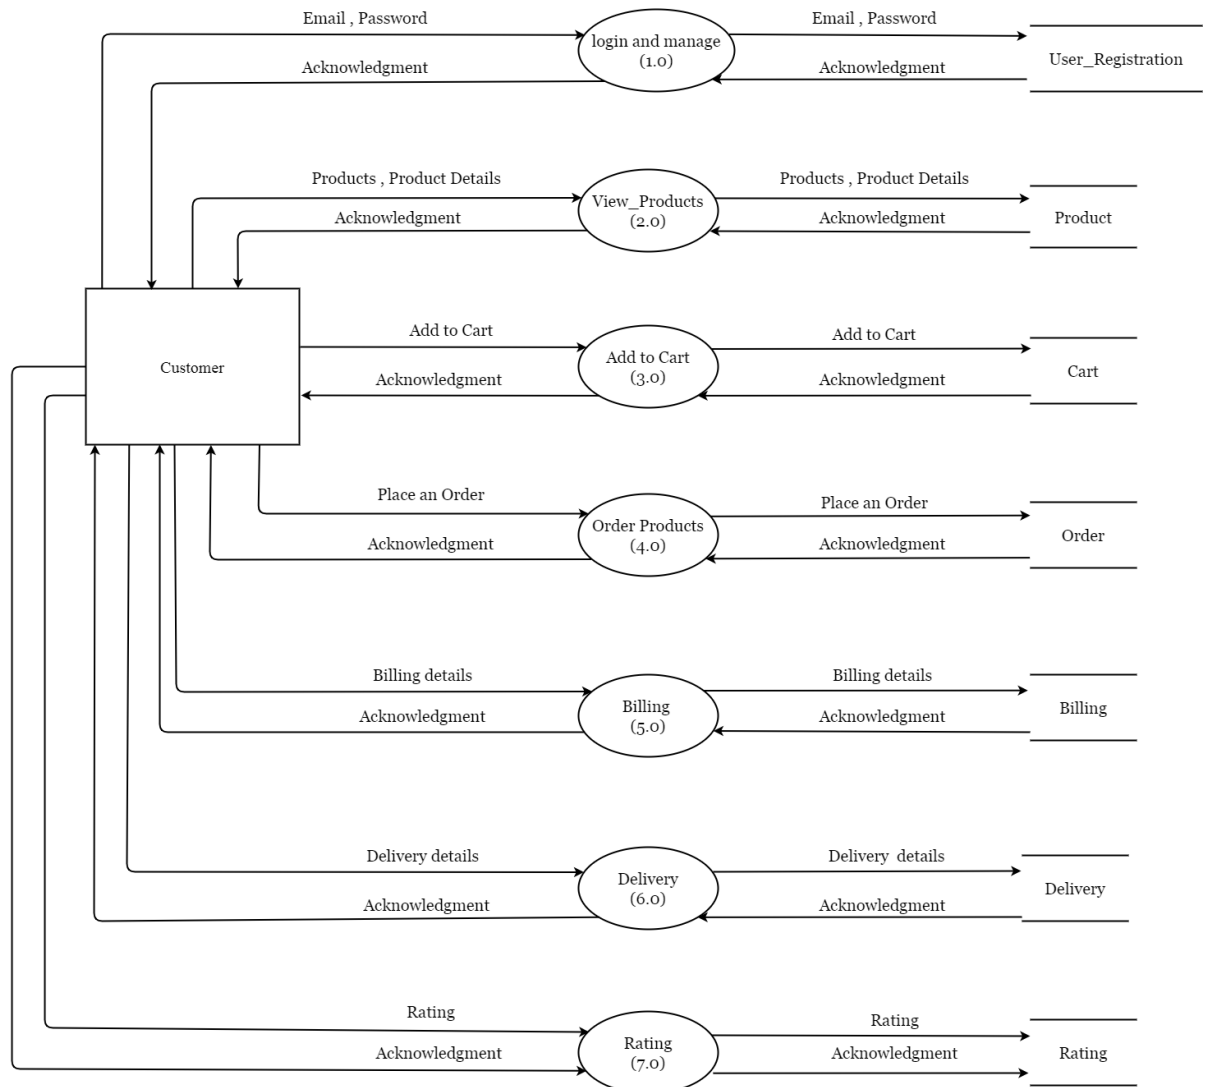 Email , Password
Email , Password
login and manage
(1.0)
User_Registration
Acknowledgment
Acknowledgment
Products , Product Details
Products , Product Details
View_Products
(2.0)
Product
Acknowledgment
Acknowledgment
Add to Cart
Add to Cart
Customer
Add to Cart
(3.0)
Cart
Acknowledgment
Acknowledgment
Place an Order
Place an Order
Order Products
(4.0)
Order
Acknowledgment
Acknowledgment
Billing details
Billing details
Billing
(5.0)
Billing
Acknowledgment
Acknowledgment
Delivery details
Delivery  details
Delivery
(6.0)
Delivery
Acknowledgment
Acknowledgment
Rating
Rating
Rating
(7.0)
Rating
Acknowledgment
Acknowledgment